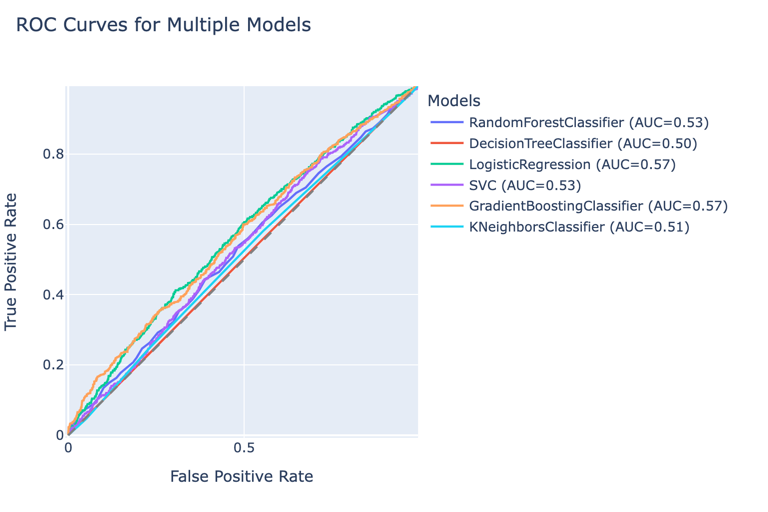 ROC Curves for Multiple Models
Models
RandomForestClassifier (AUC=0.53)
DecisionTreeClassifier (AUC=0.50)
LogisticRegression (AUC=0.57)
SVC (AUC=0.53)
GradientBoostingClassifier (AUC=0.57)
KNeighborsClassifier (AUC=0.51)
True Positive Rate
0.8
0.6
0.4
0.2
0
0
0.5
False Positive Rate